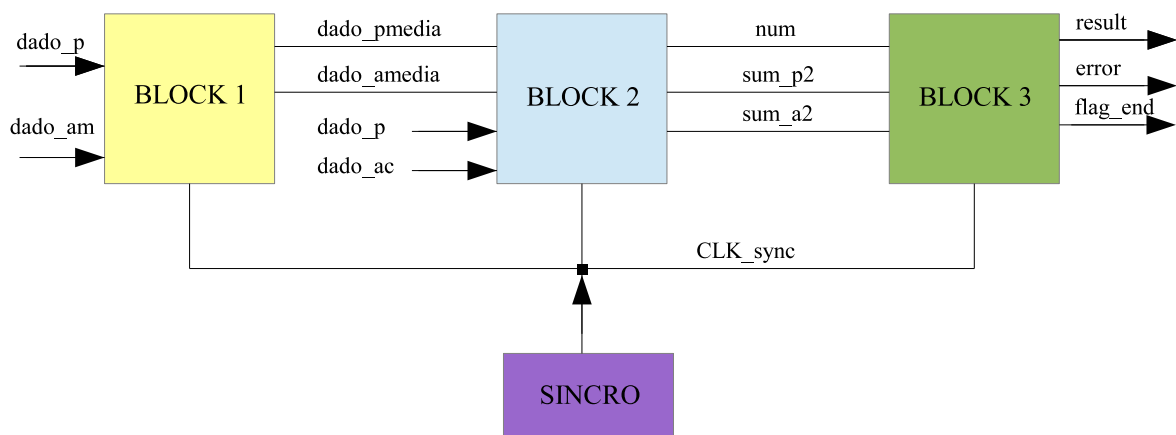 dado_p
dado_am
BLOCK 1
dado_pmedia
dado_amedia
dado_p
dado_ac
BLOCK 2
num
sum_p2
sum_a2
BLOCK 3
result
error
flag_end
CLK_sync
SINCRO